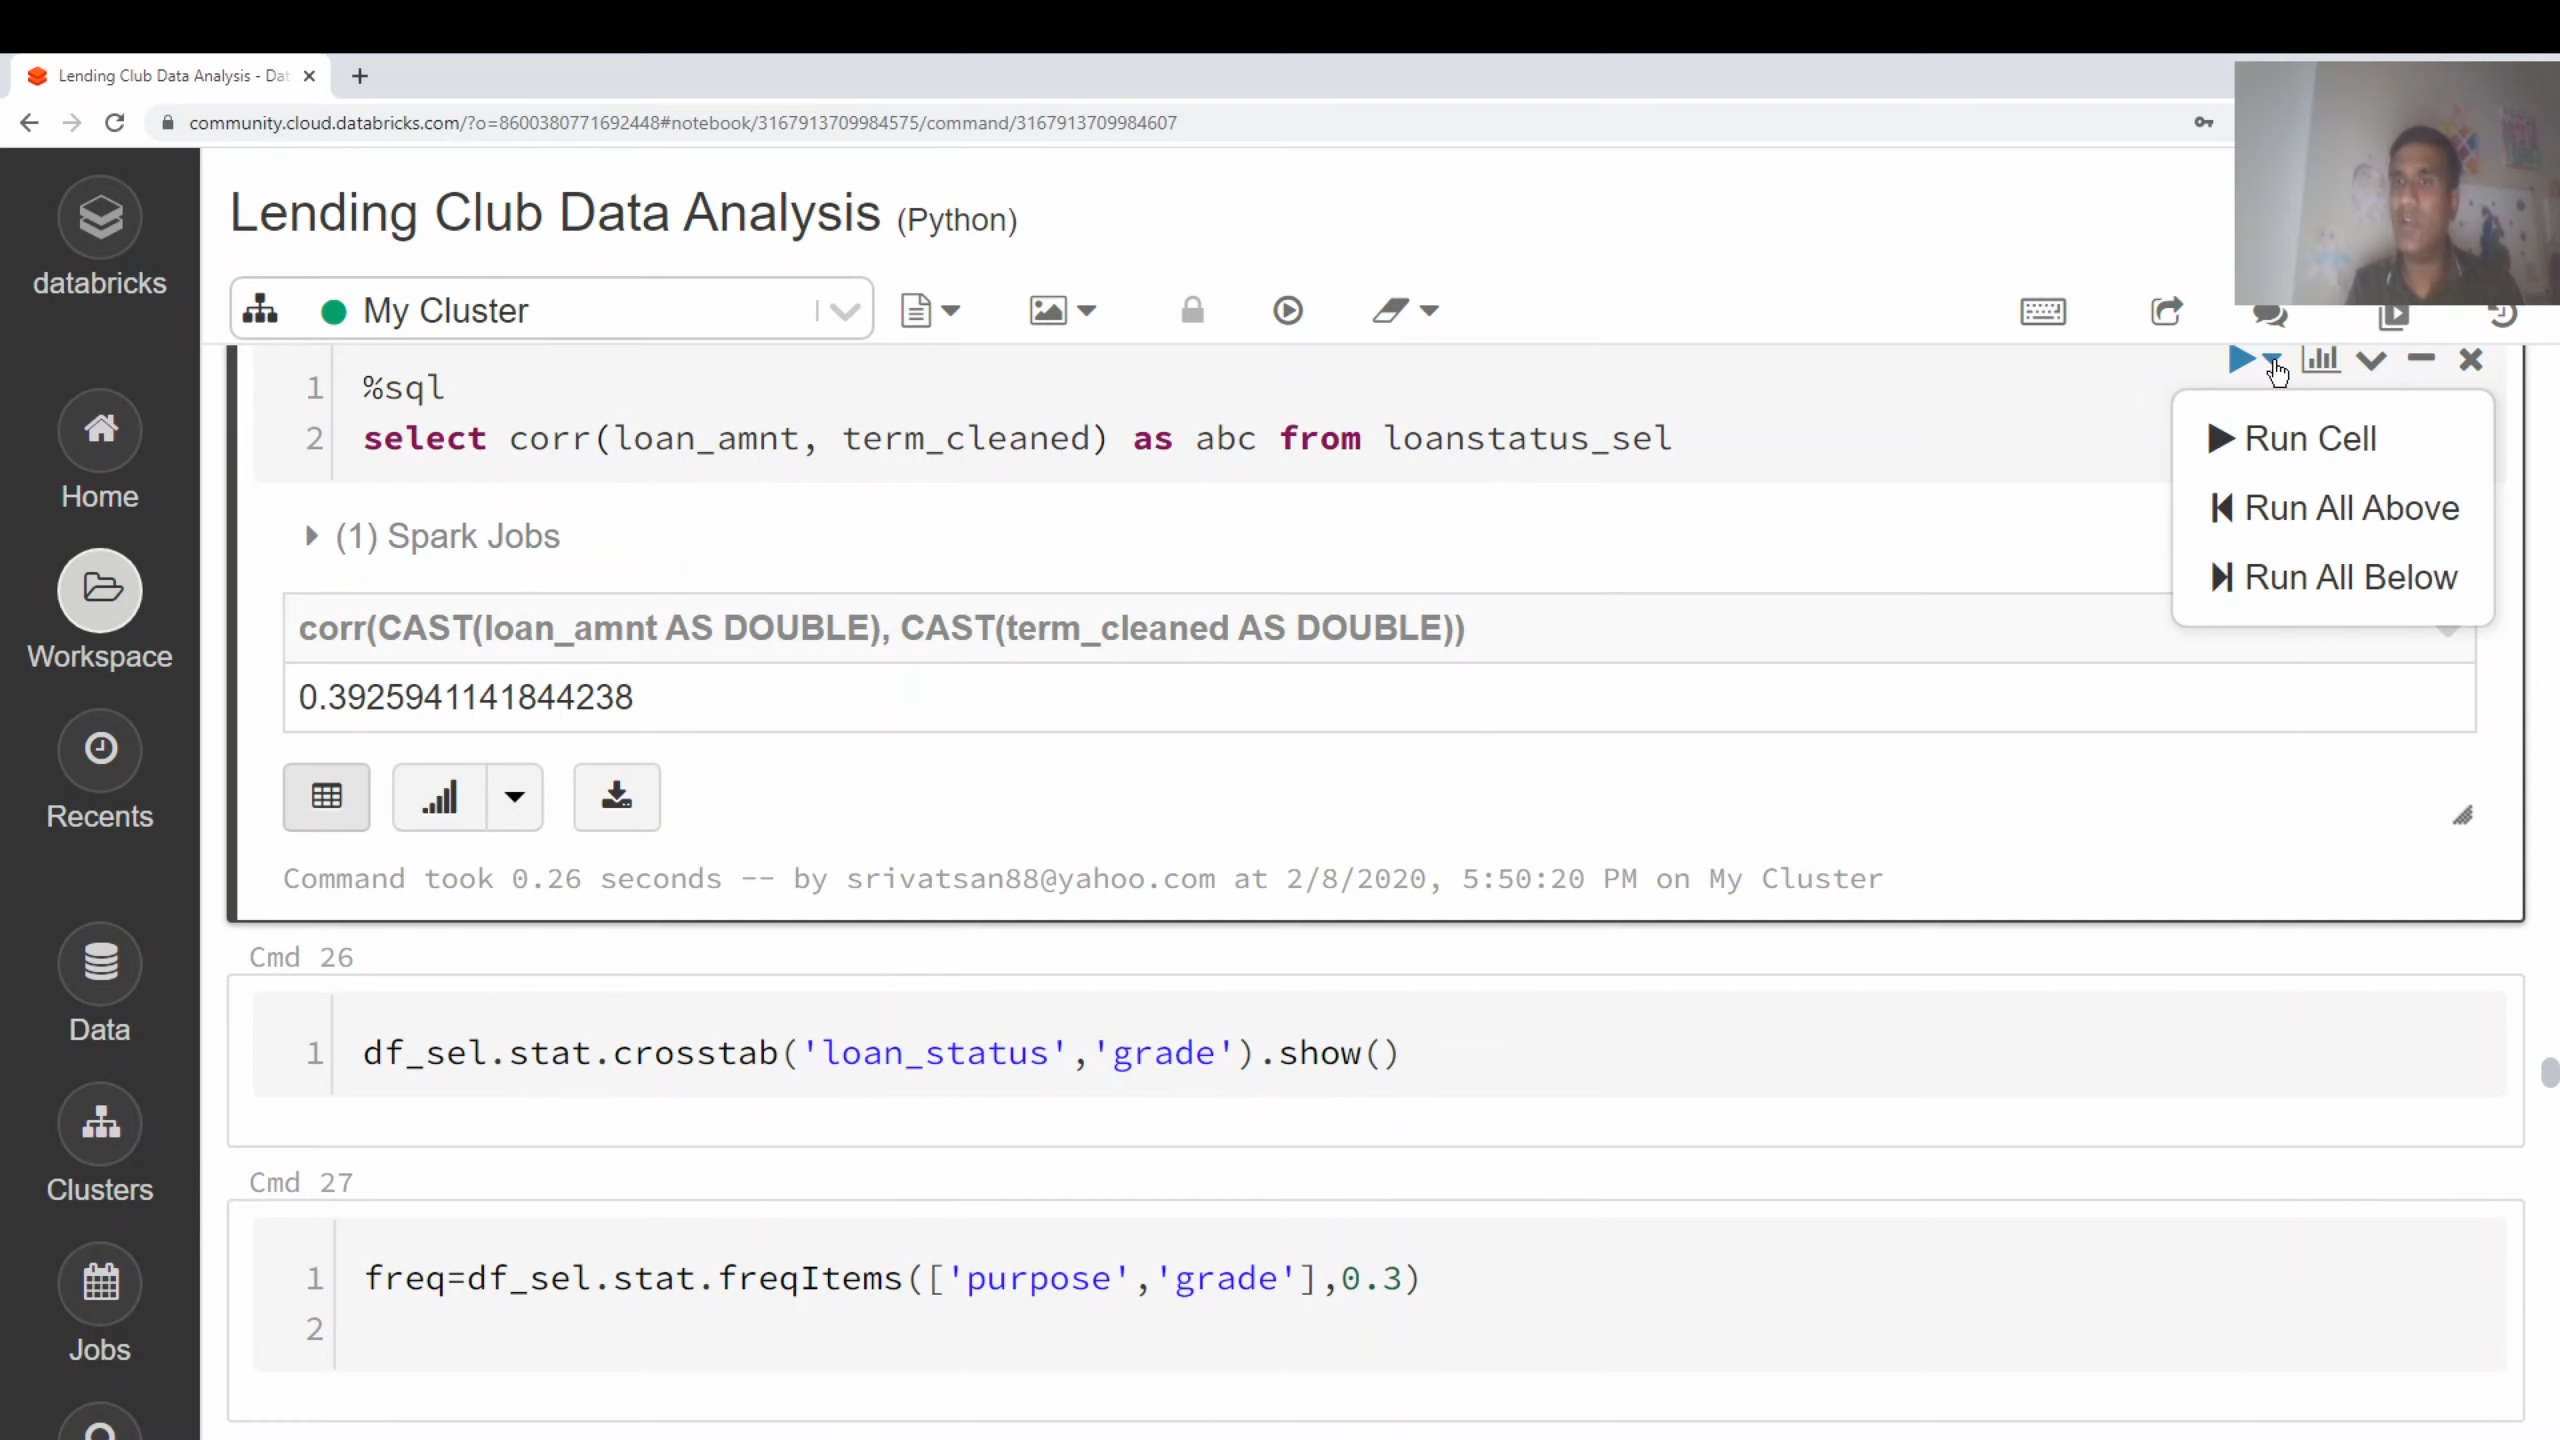 Lending Club Data Analysis - Dat
community.cloud.databricks.com/?o=8600380771692448#notebook/3167913709984575/command/3167913709984607
databricks
Home
Workspace
Recents
Data
Clusters
Jobs
Lending Club Data Analysis (Python)
My Cluster
1 %sql
2 select corr(loan_amnt, term_cleaned) as abc from loanstatus_sel
Run Cell
Run All Above
Run All Below
(1) Spark Jobs
corr(CAST(loan_amnt AS DOUBLE), CAST(term_cleaned AS DOUBLE))
0.3925941141844238
Command took 0.26 seconds -- by srivatsan88@yahoo.com at 2/8/2020, 5:50:20 PM on My Cluster
Cmd 26
1 df_sel.stat.crosstab('loan_status','grade').show()
Cmd 27
1 freq=df_sel.stat.freqItems(['purpose','grade'],0.3)
2